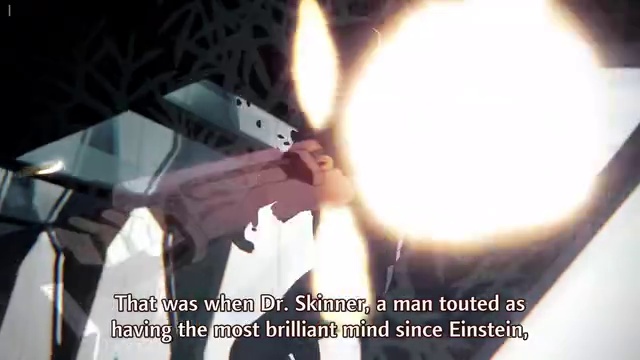 That was when Dr. Skinner, a man touted as
having the most brilliant mind since Einstein,